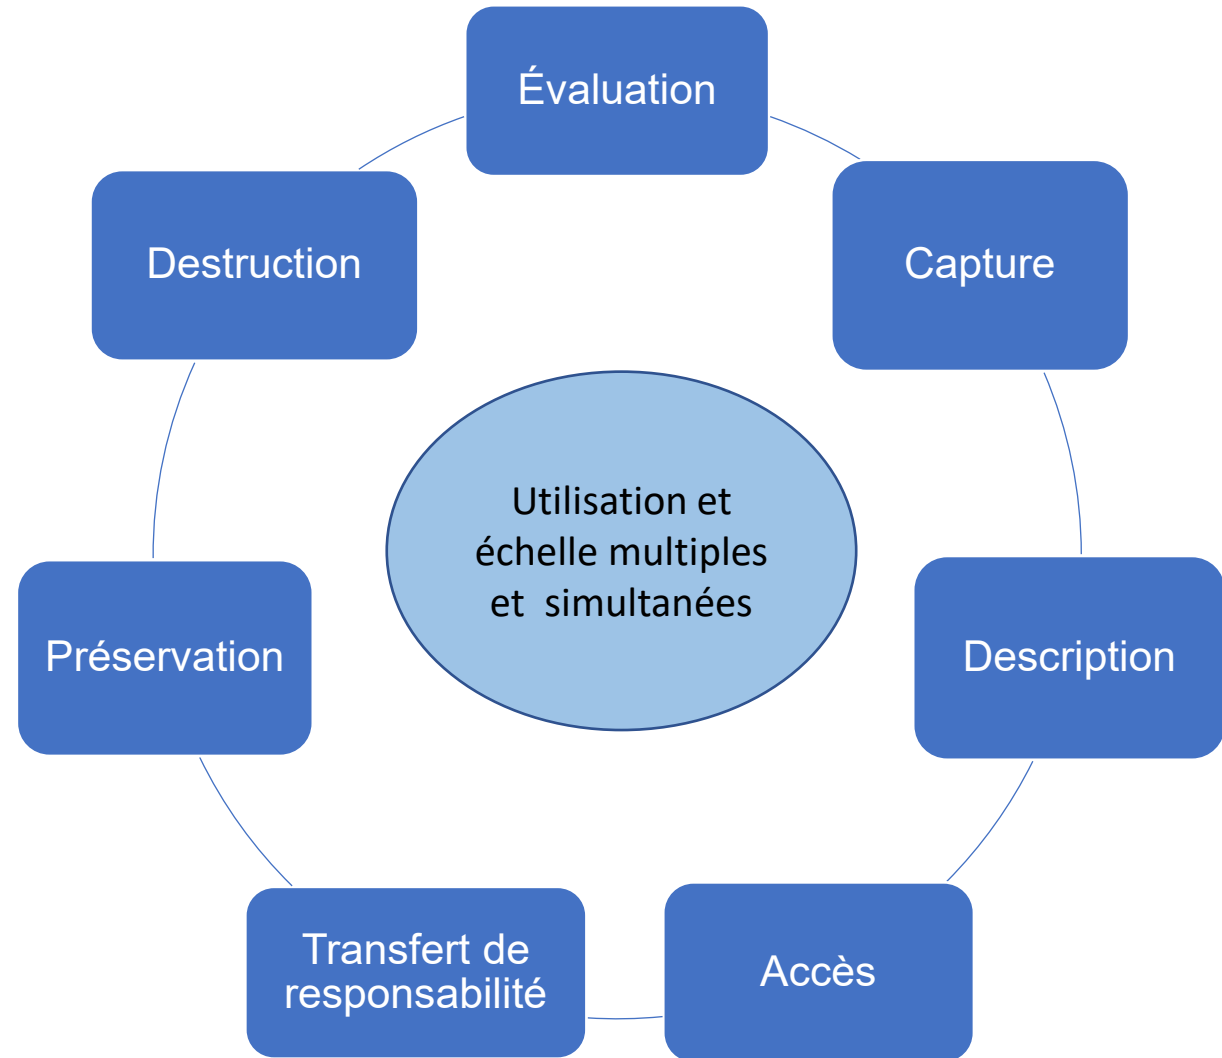 Évaluation
Capture
Description
Accès
Transfert de
responsabilité
Préservation
Destruction
Utilisation et
échelle multiples
et  simultanées